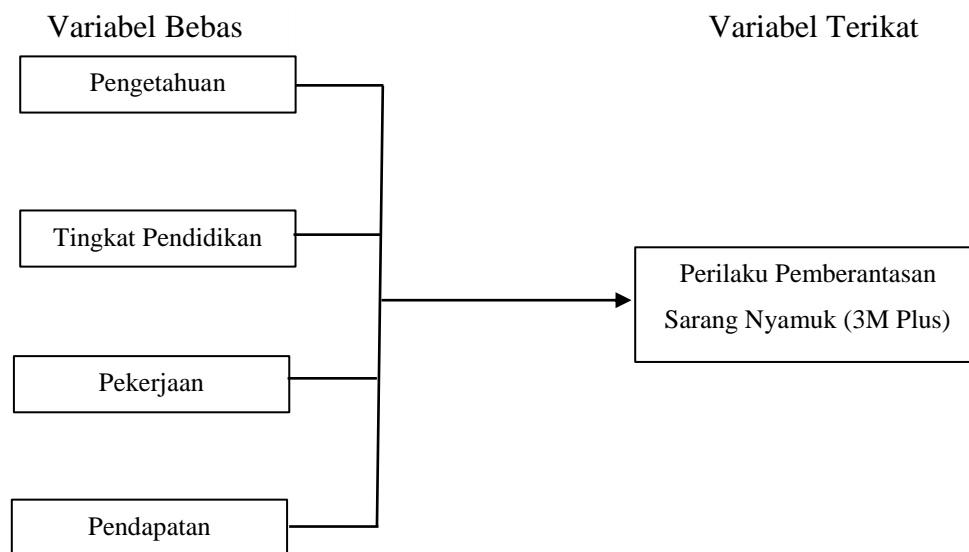 Variabel Bebas
Variabel Terikat
Pengetahuan
Tingkat Pendidikan
Perilaku Pemberantasan
Sarang Nyamuk (3M Plus)
Pekerjaan
Pendapatan